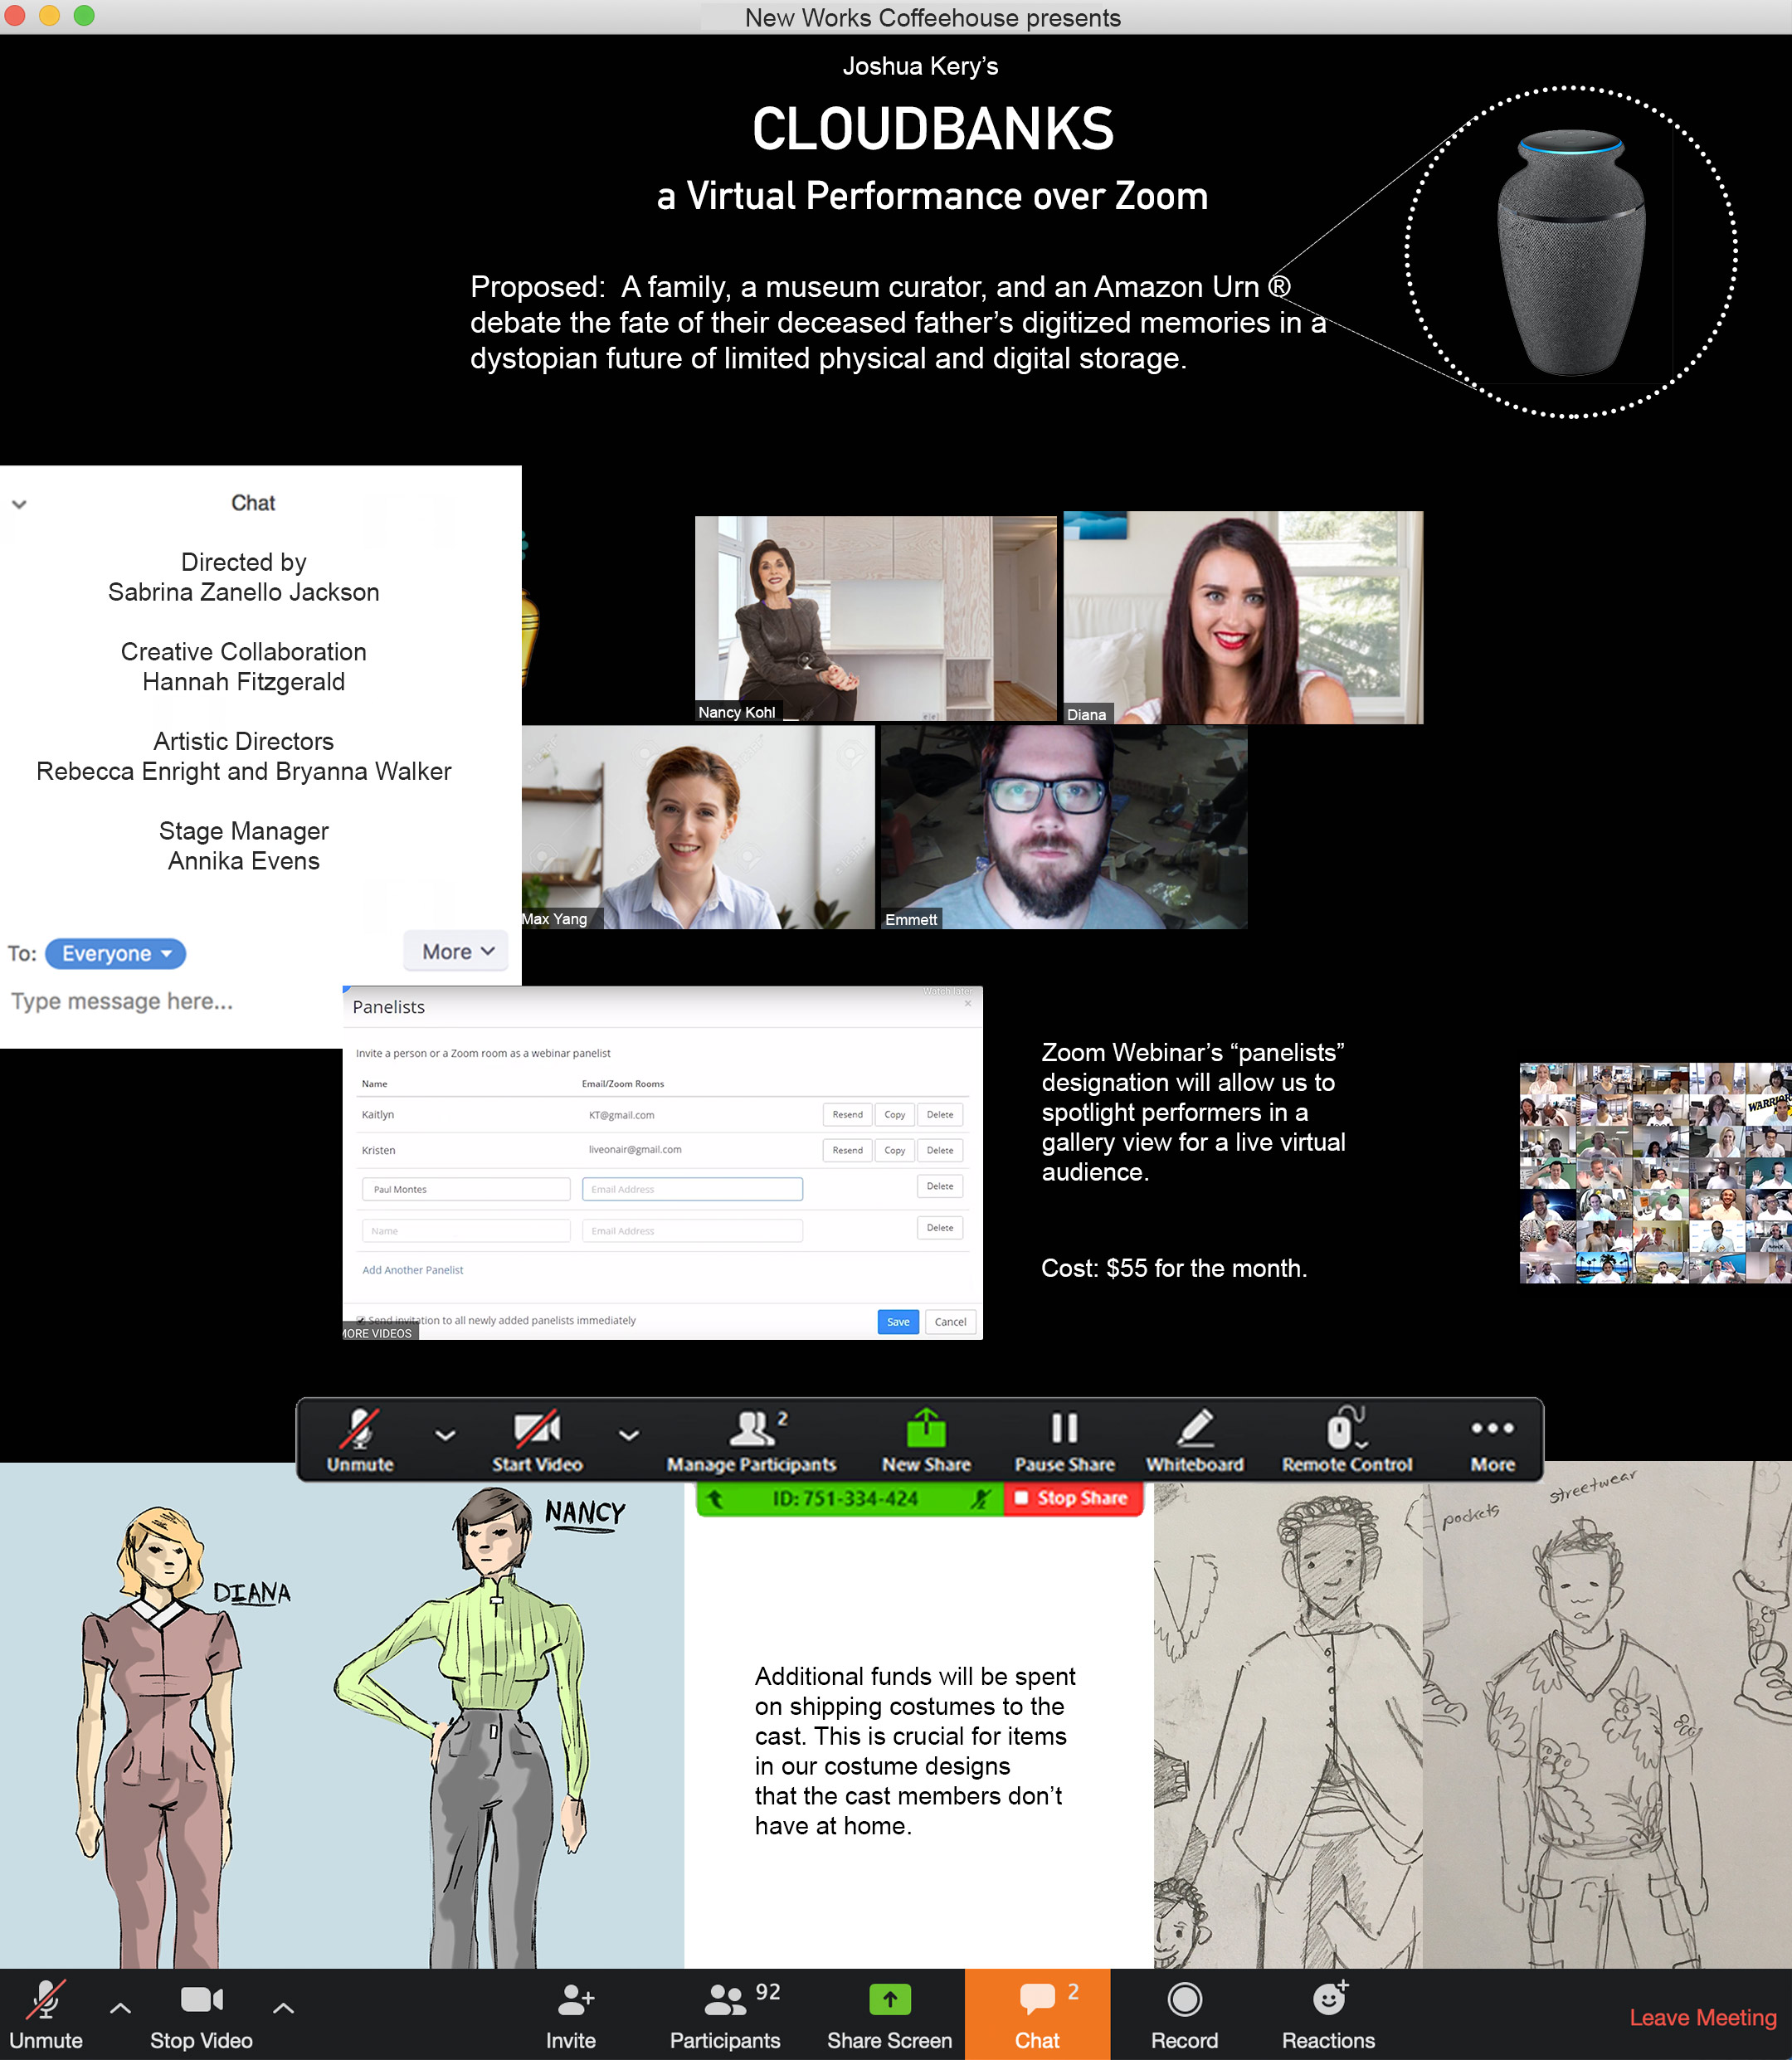 New Works Coffeehouse presents
Joshua Kery's
CLOUDBANKS
a Virtual Performance over Zoom
Proposed:  A family, a museum curator, and an Amazon Urn ®
debate the fate of their deceased father's digitized memories in a
dystopian future of limited physical and digital storage.
Chat
Directed by
Sabrina Zanello Jackson
Creative Collaboration
Hannah Fitzgerald
Artistic Directors
Rebecca Enright and Bryanna Walker
Stage Manager
Annika Evens
To: Everyone
More
Type message here...
Nancy Kohl
Diana
Max Yang
Emmett
Watch later
Panelists
Invite a person or a Zoom room as a webinar panelist
Name Email/Zoom Rooms
Kaitlyn KT@gmail.com Resend Copy Delete
Kristen liveonair@gmail.com Resend Copy Delete
Paul Montes Email Address Delete
Name Email Address Delete
Add Another Panelist
Send invitation to all newly added panelists immediately
Save Cancel
MORE VIDEOS
Zoom Webinar's “panelists”
designation will allow us to
spotlight performers in a
gallery view for a live virtual
audience.
Cost: $55 for the month.
WARRIOR
2
Unmute Start Video Manage Participants New Share Pause Share Whiteboard Remote Control More
ID: 751-334-424 Stop Share
DIANA
NANCY
Additional funds will be spent
on shipping costumes to the
cast. This is crucial for items
in our costume designs
that the cast members don't
have at home.
pockets
streetwear
92 2
Unmute Stop Video Invite Participants Share Screen Chat Record Reactions Leave Meeting